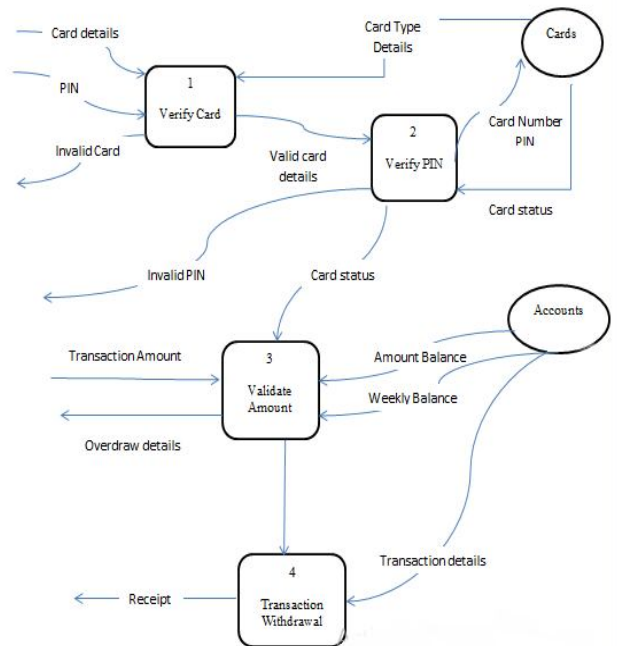 Card details
Card Type
Details
Cards
PIN
1
Verify Card
Card Number
PIN
2
Verify PIN
Invalid Card
Valid card
details
Card status
Invalid PIN
Card status
Accounts
3
Validate
Amount
Transaction Amount
Amount Balance
Weekly Balance
Overdraw details
Transaction details
4
Transaction
Withdrawal
Receipt